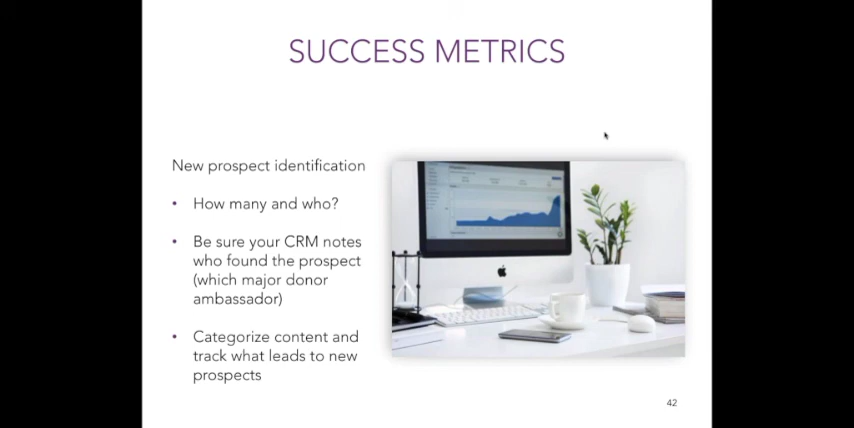 SUCCESS METRICS
New prospect identification
• How many and who?
• Be sure your CRM notes
who found the prospect
(which major donor
ambassador)
• Categorize content and
track what leads to new
prospects
42